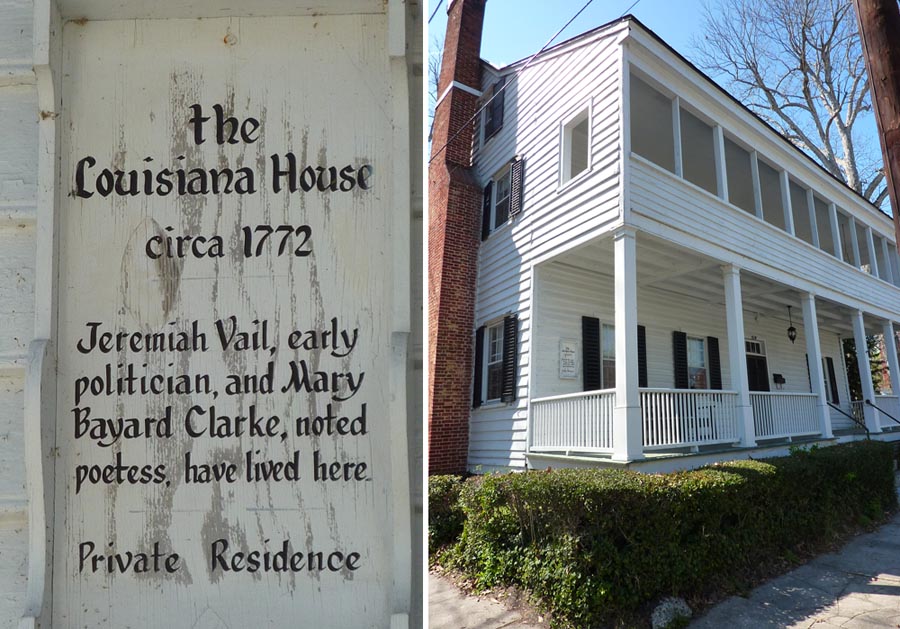 the
Louisiana House
circa 1772
Jeremiah Vail, early
politician, and Mary
Bayard Clarke, noted
poetess, have lived here.
Private Residence